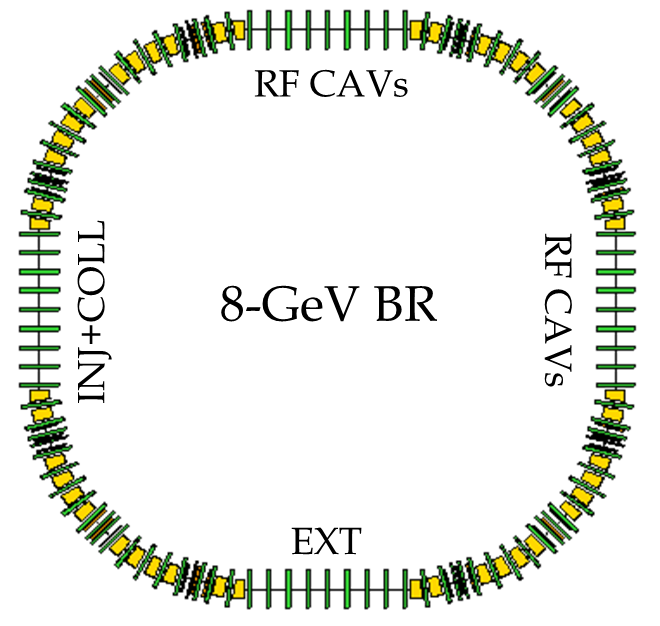 RF CAVs
INJ+COLL
8-GeV BR
RF CAVs
EXT